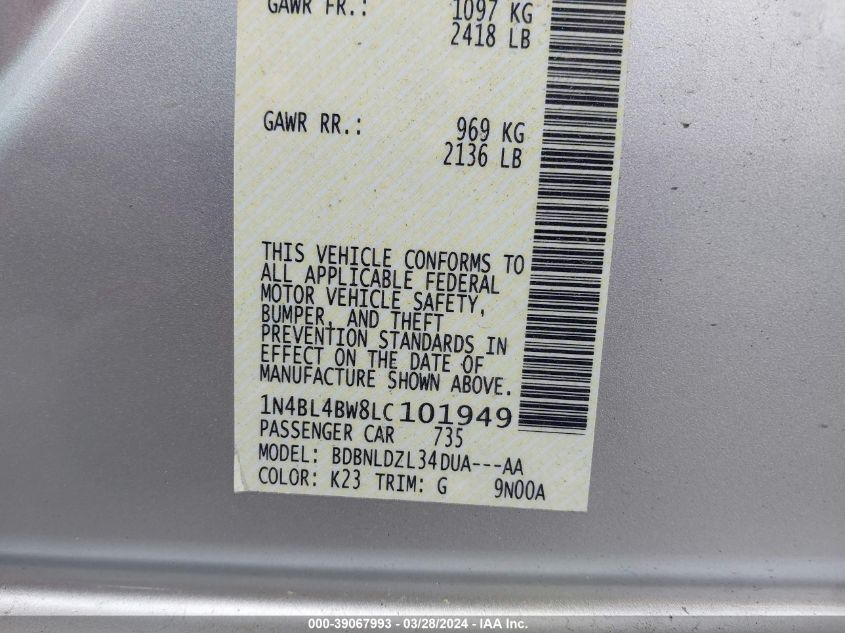 GAWR FR.: 1097 KG
2418 LB
GAWR RR.: 969 KG
2136 LB
THIS VEHICLE CONFORMS TO
ALL APPLICABLE FEDERAL
MOTOR VEHICLE SAFETY,
BUMPER, AND THEFT
PREVENTION STANDARDS IN
EFFECT ON THE DATE OF
MANUFACTURE SHOWN ABOVE.
1N4BL4BW8LC101949
PASSENGER CAR 735
MODEL: BDBNLDZL34DUA---AA
COLOR: K23 TRIM: G 9N00A
000-39067993 - 03/28/2024 - IAA Inc.